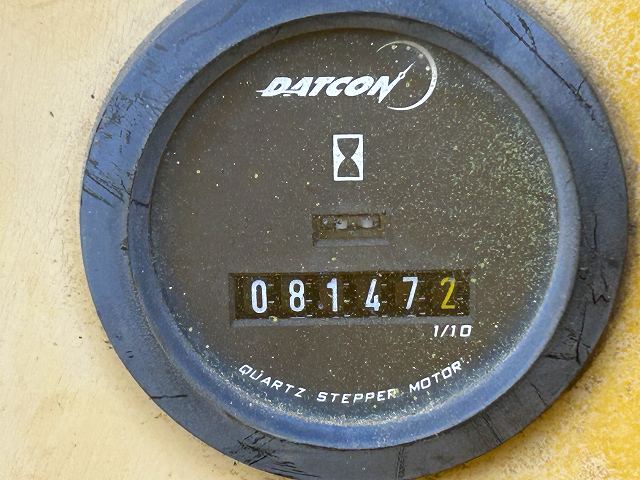 DATCON
081472
1/10
QUARTZ STEPPER MOTOR